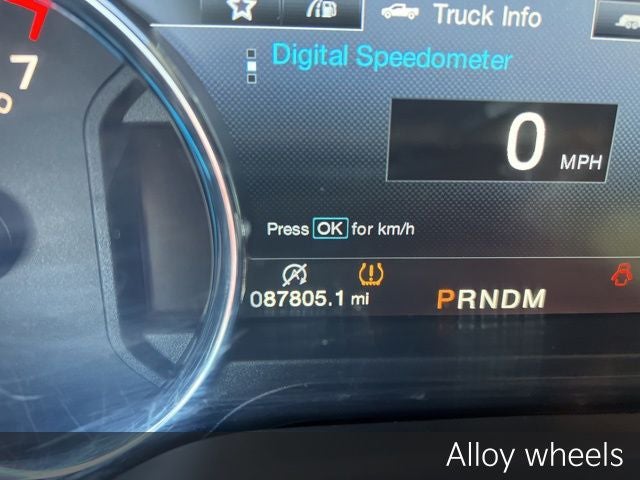 Truck Info
7
Digital Speedometer
0 MPH
Press OK for km/h
087805.1 mi
PRNDM
Alloy wheels